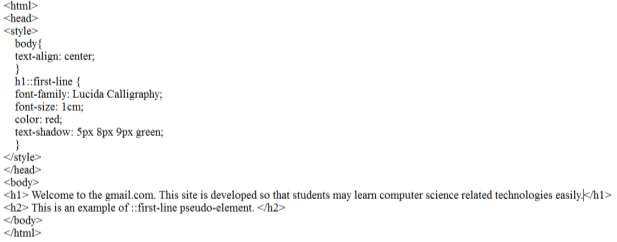 <html>
<head>
<style>
body{
text-align: center;
}
h1::first-line {
font-family: Lucida Calligraphy;
font-size: 1cm;
color: red;
text-shadow: 5px 8px 9px green;
}
</style>
</head>
<body>
<h1> Welcome to the gmail.com. This site is developed so that students may learn computer science related technologies easily.</h1>
<h2> This is an example of ::first-line pseudo-element. </h2>
</body>
</html>